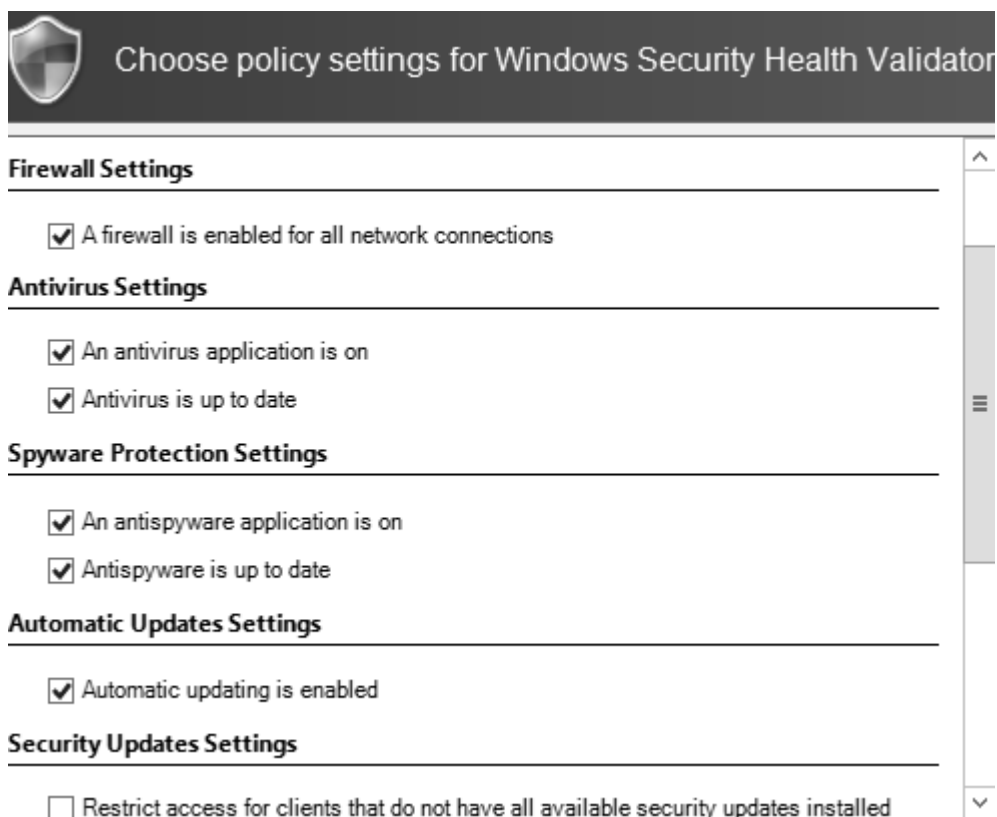 Choose policy settings for Windows Security Health Validator
Firewall Settings
A firewall is enabled for all network connections
Antivirus Settings
An antivirus application is on
Antivirus is up to date
Spyware Protection Settings
An antispyware application is on
Antispyware is up to date
Automatic Updates Settings
Automatic updating is enabled
Security Updates Settings
Restrict access for clients that do not have all available security updates installed